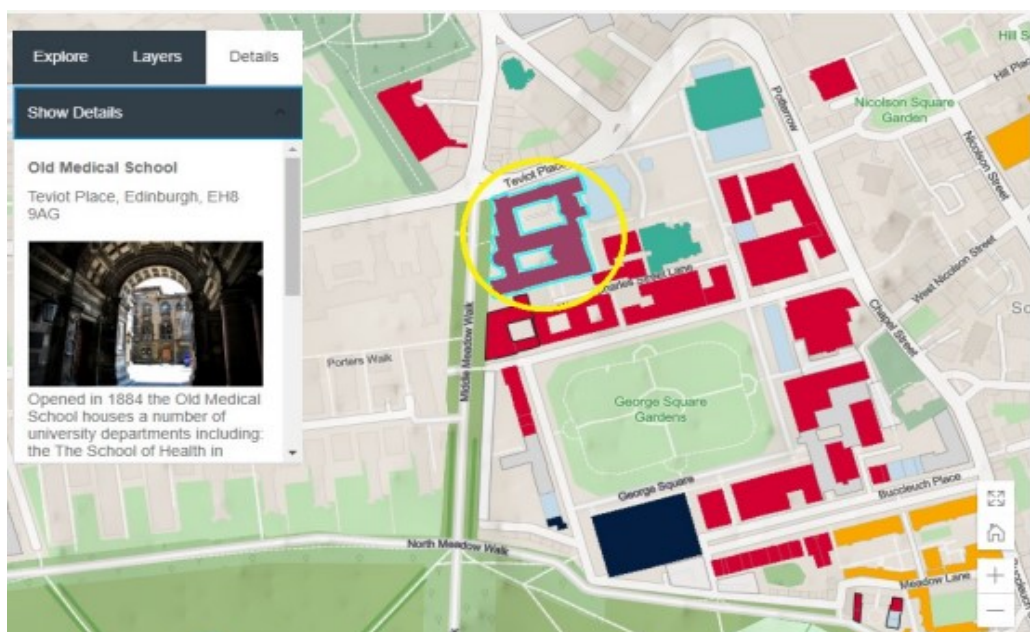 Explore
Layers
Details
Show Details
Old Medical School
Teviot Place, Edinburgh, EH8
9AG
Opened in 1884 the Old Medical
School houses a number of
university departments including:
the The School of Health in
Teviot Place
Potterrow
Hill Pla
Nicolson Square
Garden
Nicolson Street
West Nicolson Street
Charles Street Lane
Chapel Street
Middle Meadow Walk
Porters Walk
George Square
Gardens
George Square
Buccleuch Place
North Meadow Walk
Meadow Lane